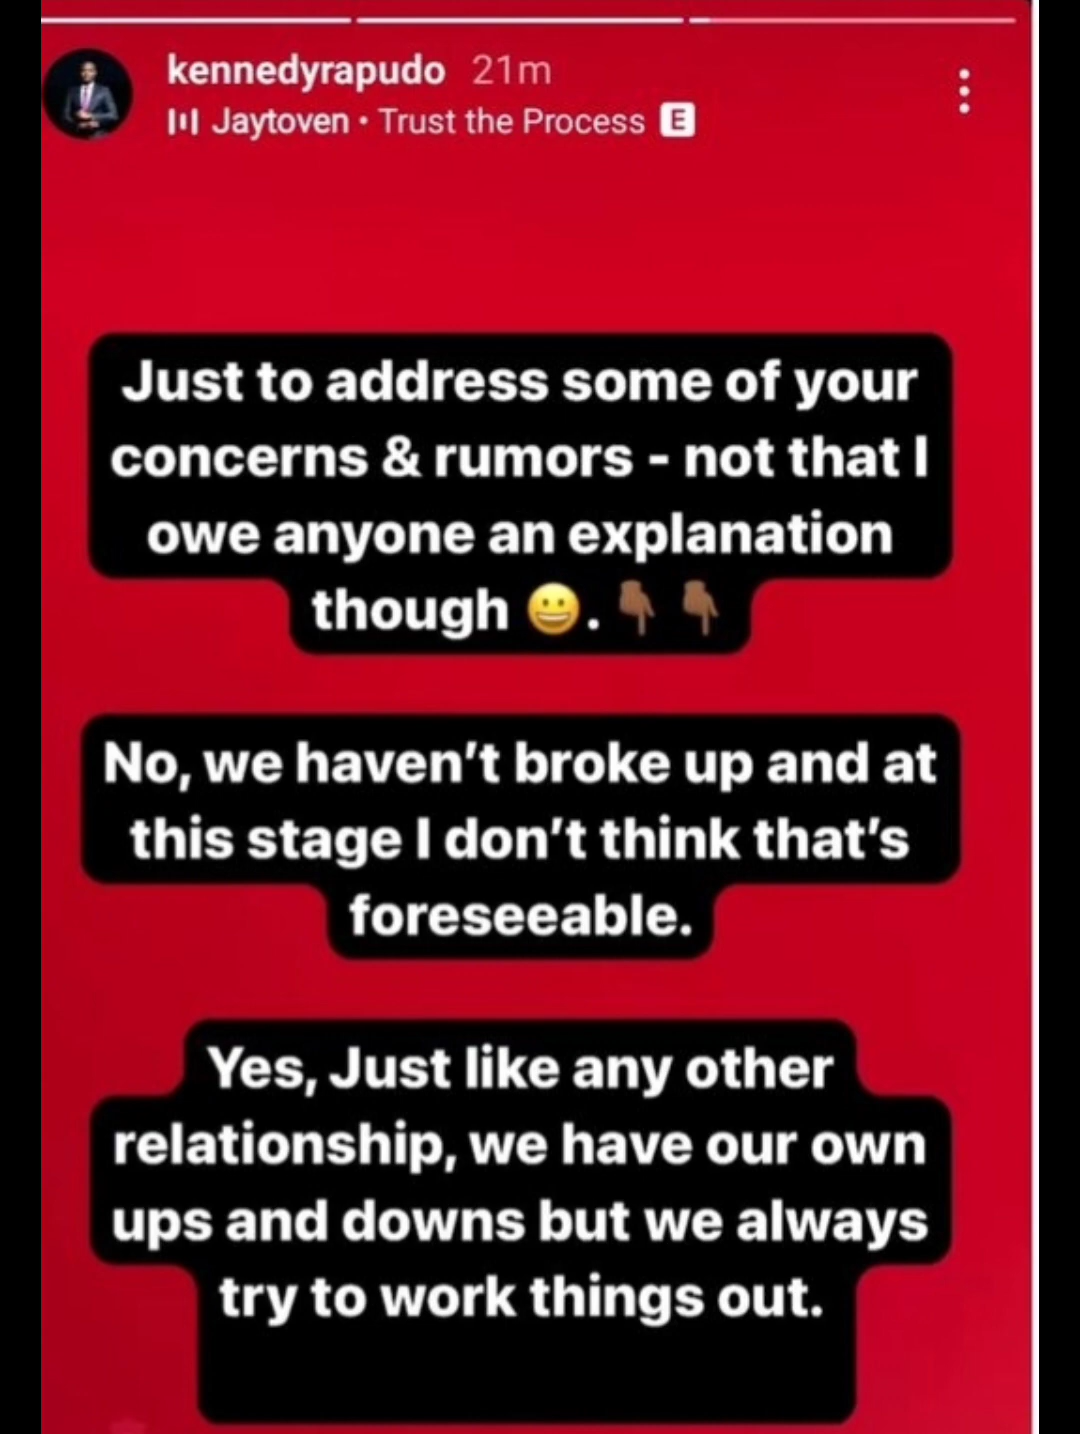 kennedyrapudo 21m
Jaytoven • Trust the Process E
Just to address some of your
concerns & rumors - not that I
owe anyone an explanation
though 😀. 👇🏾 👇🏾
No, we haven't broke up and at
this stage I don't think that's
foreseeable.
Yes, Just like any other
relationship, we have our own
ups and downs but we always
try to work things out.